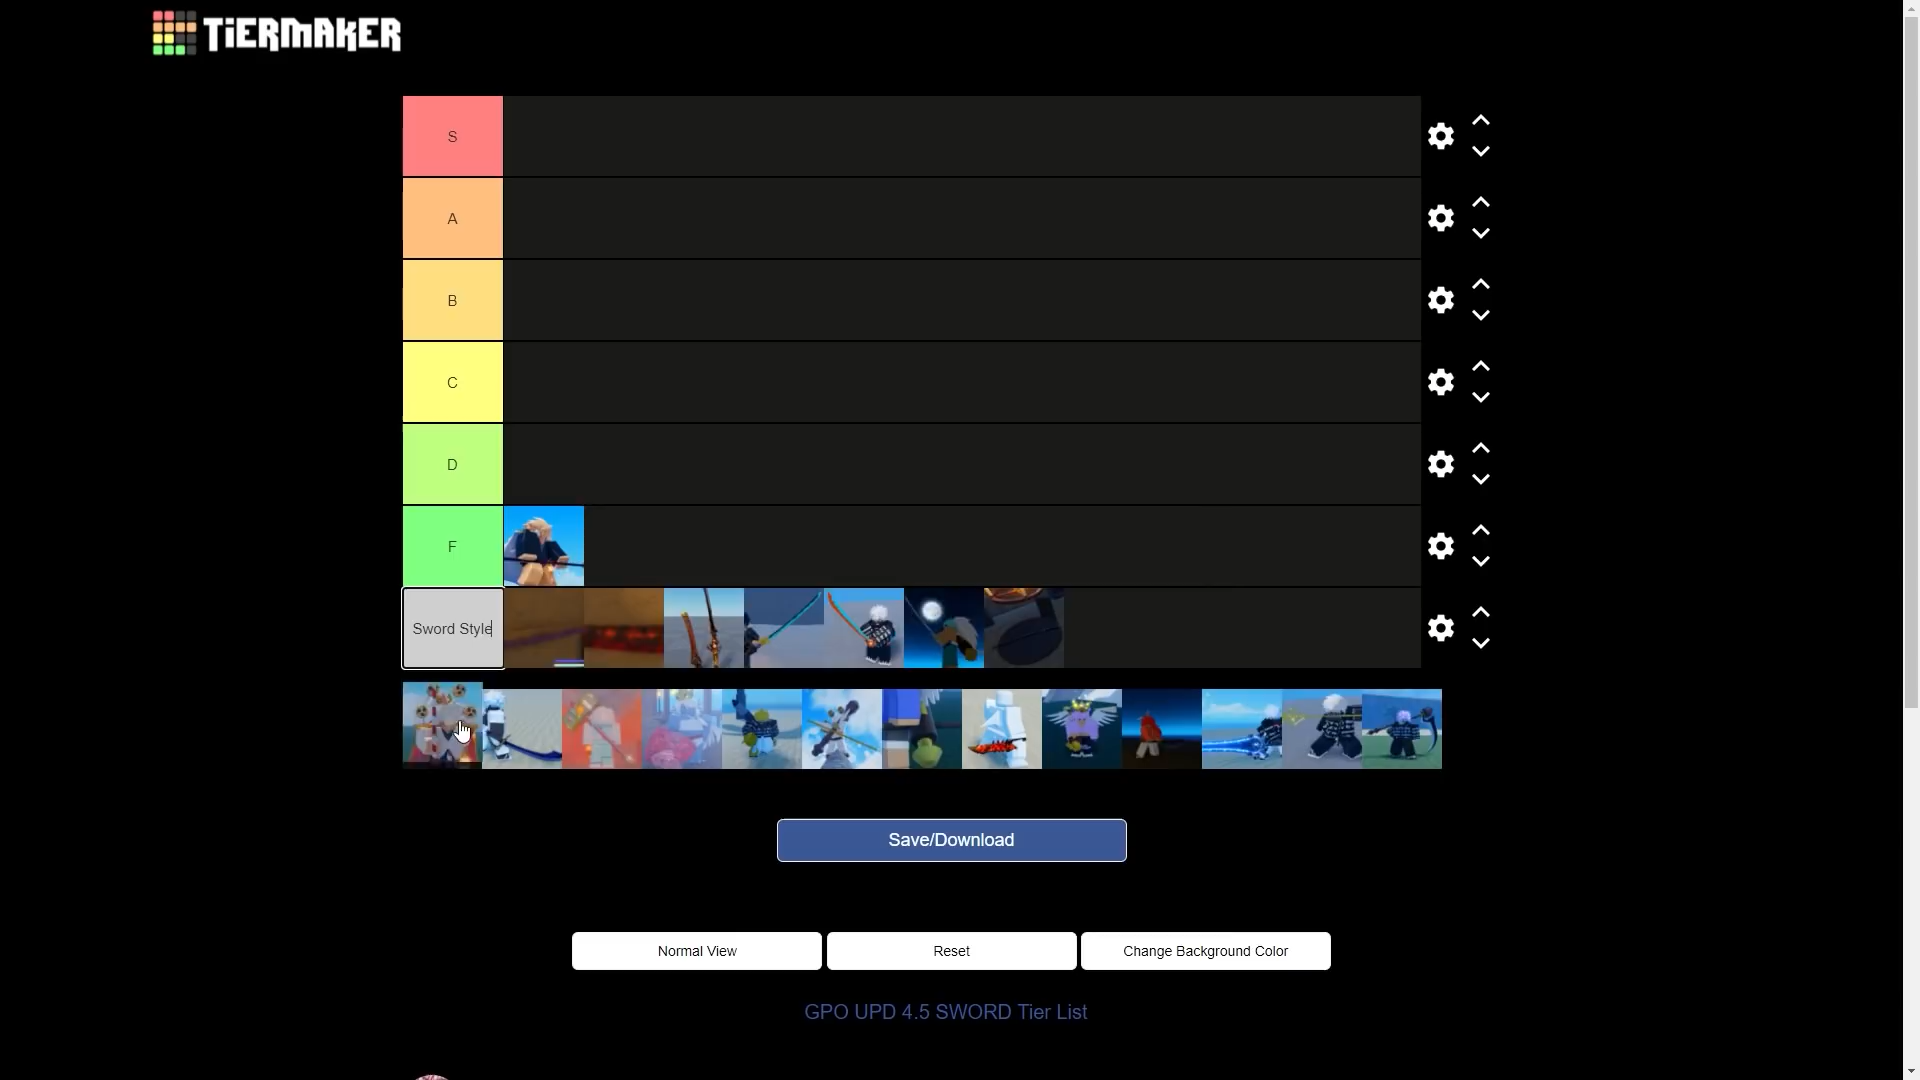 TiERMAKER
S
A
B
C
D
F
Sword Style
Save/Download
Normal View
Reset
Change Background Color
GPO UPD 4.5 SWORD Tier List